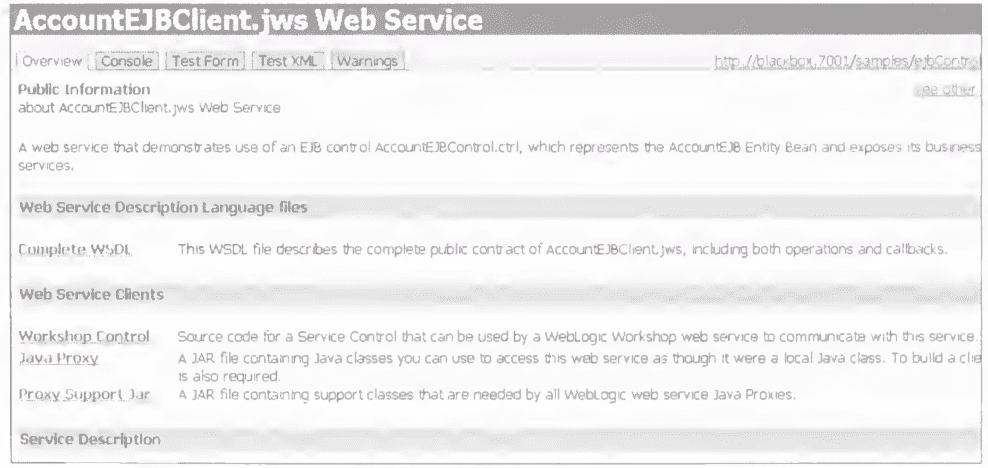 AccountEJBClient.jws Web Service
Overview Console Test Form Test XML Warnings http://blackbox:7001/samples/ejbControl
Public Information see other
about AccountEJBClient.jws Web Service
A web service that demonstrates use of an EJB control AccountEJBControl.ctrl, which represents the AccountEJB Entity Bean and exposes its business
services.
Web Service Description Language files
Complete WSDL This WSDL file describes the complete public contract of AccountEJBClient.jws, including both operations and callbacks.
Web Service Clients
Workshop Control Source code for a Service Control that can be used by a WebLogic Workshop web service to communicate with this service.
Java Proxy A JAR file containing Java classes you can use to access this web service as though it were a local Java class. To build a clie
is also required.
Proxy Support Jar A JAR file containing support classes that are needed by all WebLogic web service Java Proxies.
Service Description